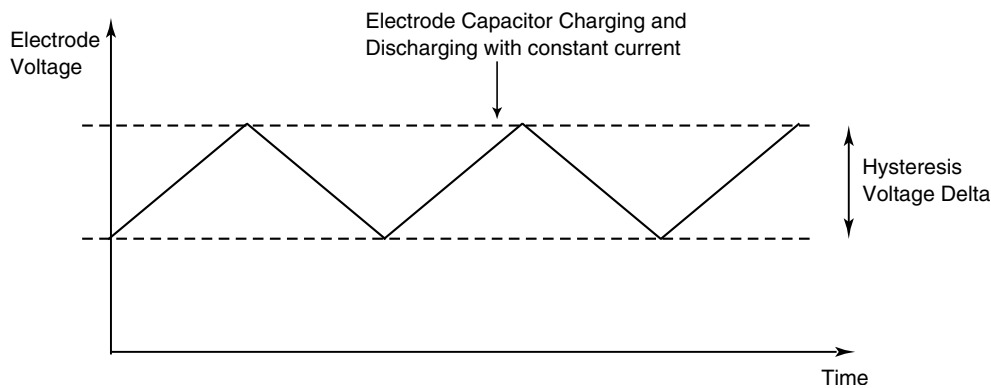 Electrode Capacitor Charging and
Discharging with constant current
Electrode
Voltage
Hysteresis
Voltage Delta
Time